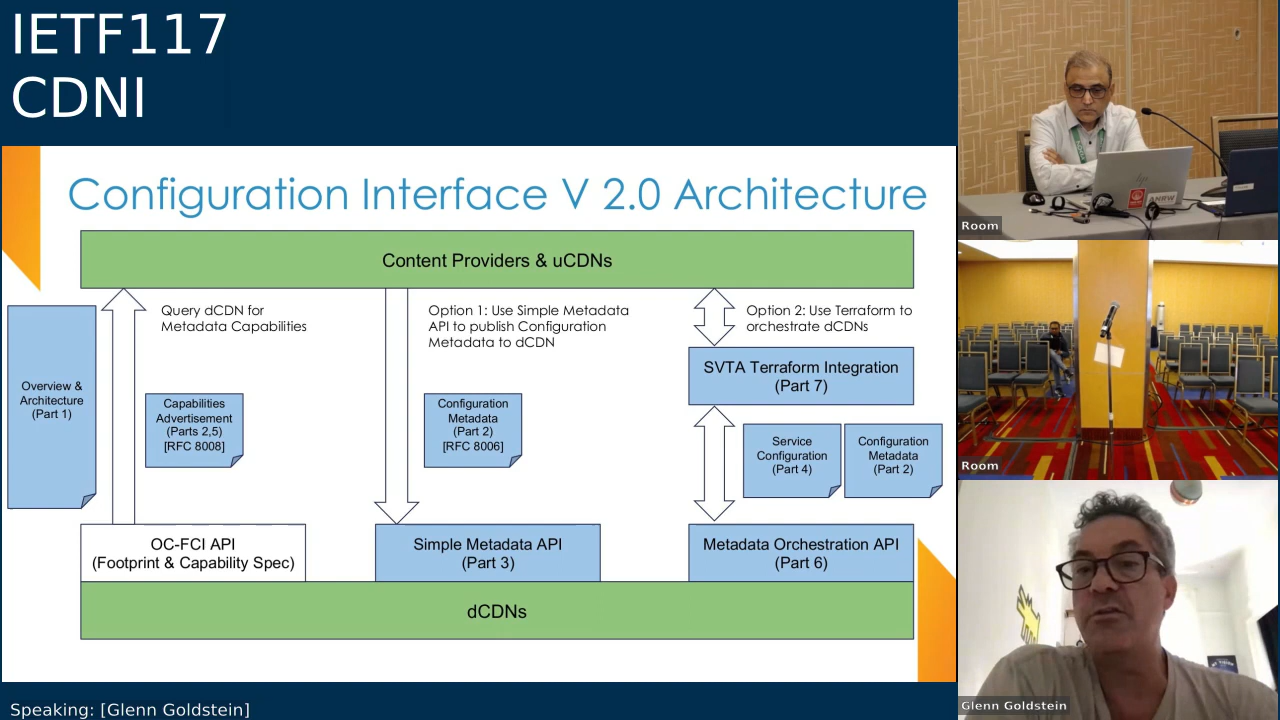 IETF117
CDNI
Configuration Interface V 2.0 Architecture
Content Providers & uCDNs
Query dCDN for
Metadata Capabilities
Option 1: Use Simple Metadata
API to publish Configuration
Metadata to dCDN
Option 2: Use Terraform to
orchestrate dCDNs
Overview &
Architecture
(Part 1)
Capabilities
Advertisement
(Parts 2,5)
[RFC 8008]
Configuration
Metadata
(Part 2)
[RFC 8006]
SVTA Terraform Integration
(Part 7)
Service
Configuration
(Part 4)
Configuration
Metadata
(Part 2)
OC-FCI API
(Footprint & Capability Spec)
Simple Metadata API
(Part 3)
Metadata Orchestration API
(Part 6)
dCDNs
Speaking: [Glenn Goldstein]
Room
hp
ANRW
Room
Glenn Goldstein